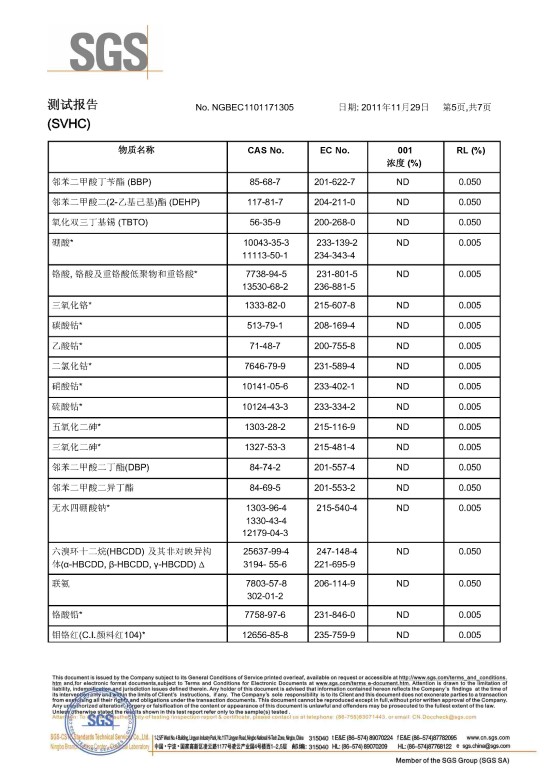 SGS
测试报告
(SVHC)
No. NGBEC1101171305
日期: 2011年11月29日 第5页,共7页
物质名称 CAS No. EC No. 001 浓度 (%) RL (%)
邻苯二甲酸丁苄酯 (BBP) 85-68-7 201-622-7 ND 0.050
邻苯二甲酸二(2-乙基己基)酯 (DEHP) 117-81-7 204-211-0 ND 0.050
氧化双三丁基锡 (TBTO) 56-35-9 200-268-0 ND 0.050
硼酸* 10043-35-3 233-139-2 ND 0.005
11113-50-1 234-343-4
铬酸, 铬酸及重铬酸低聚物和重铬酸* 7738-94-5 231-801-5 ND 0.005
13530-68-2 236-881-5
三氧化铬* 1333-82-0 215-607-8 ND 0.005
碳酸钴* 513-79-1 208-169-4 ND 0.005
乙酸钴* 71-48-7 200-755-8 ND 0.005
二氯化钴* 7646-79-9 231-589-4 ND 0.005
硝酸钴* 10141-05-6 233-402-1 ND 0.005
硫酸钴* 10124-43-3 233-334-2 ND 0.005
五氧化二砷* 1303-28-2 215-116-9 ND 0.005
三氧化二砷* 1327-53-3 215-481-4 ND 0.005
邻苯二甲酸二丁酯(DBP) 84-74-2 201-557-4 ND 0.050
邻苯二甲酸二异丁酯 84-69-5 201-553-2 ND 0.050
无水四硼酸钠* 1303-96-4 215-540-4 ND 0.005
1330-43-4
12179-04-3
六溴环十二烷(HBCDD) 及其非对映异构 25637-99-4 247-148-4 ND 0.050
体(α-HBCDD, β-HBCDD, γ-HBCDD) Δ 3194- 55-6 221-695-9
联氨 7803-57-8 206-114-9 ND 0.050
302-01-2
铬酸铅* 7758-97-6 231-846-0 ND 0.005
钼铬红(C.I.颜料红104)* 12656-85-8 235-759-9 ND 0.005
This document is issued by the Company subject to its General Conditions of Service printed overleaf, available on request or accessible at http://www.sgs.com/terms_and_conditions.
htm and,for electronic format documents,subject to Terms and Conditions for Electronic Documents at www.sgs.com/terms_e-document.htm. Attention is drawn to the limitation of
liability, indemnification and jurisdiction issues defined therein. Any holder of this document is advised that information contained hereon reflects the Company's findings at the time of
its intervention only and within the limits of Client's instructions, if any. The Company's sole responsibility is to its Client and this document does not exonerate parties to a transaction
from exercising all their rights and obligations under the transaction documents. This document cannot be reproduced except in full,without prior written approval of the Company.
Any unauthorized alteration, forgery or falsification of the content or appearance of this document is unlawful and offenders may be prosecuted to the fullest extent of the law.
Unless otherwise stated the results shown in this test report refer only to the sample(s) tested .
SGS
315040 t E&E (86–574) 89070224 f E&E (86–574)87782095 www.cn.sgs.com
315040 HL: (86–574) 89070209 HL: (86–574)87768122 e sgs.china@sgs.com
Member of the SGS Group (SGS SA)